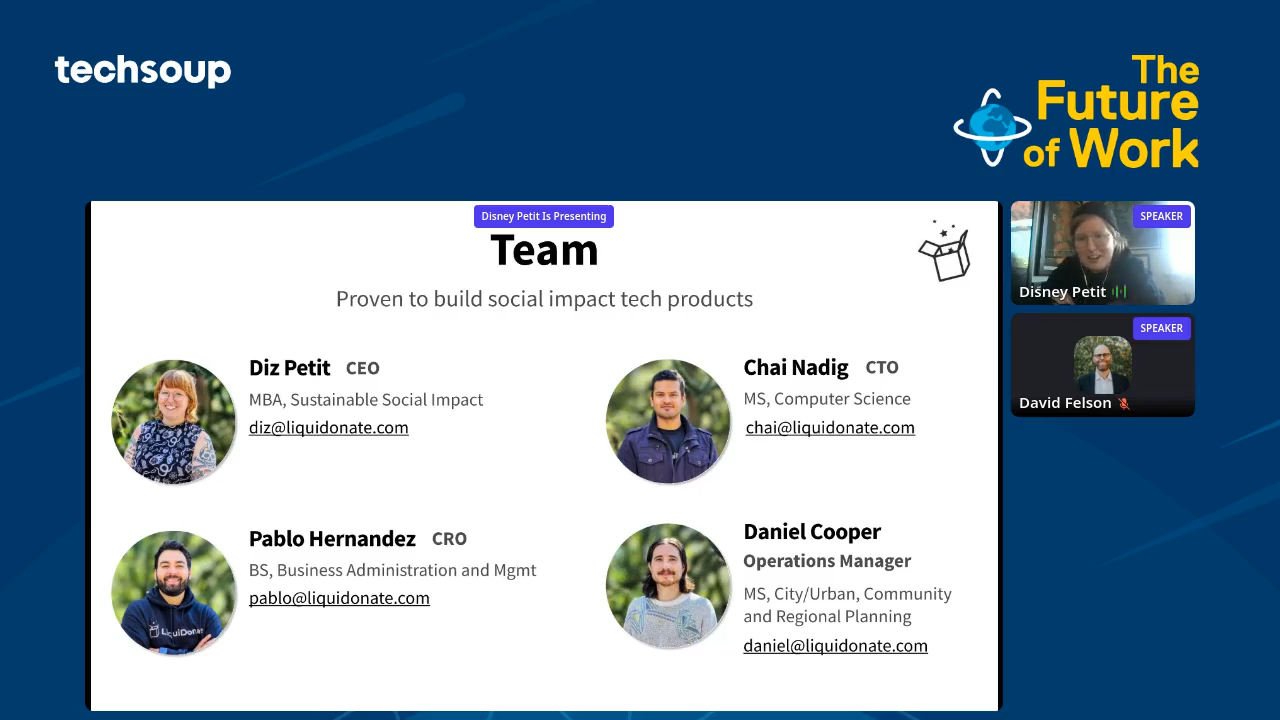 techsoup
The
Future
of Work
Disney Petit Is Presenting
Team
Proven to build social impact tech products
Diz Petit CEO
MBA, Sustainable Social Impact
diz@liquidonate.com
Chai Nadig CTO
MS, Computer Science
chai@liquidonate.com
Pablo Hernandez CRO
BS, Business Administration and Mgmt
pablo@liquidonate.com
LiquiDonate
Daniel Cooper
Operations Manager
MS, City/Urban, Community
and Regional Planning
daniel@liquidonate.com
SPEAKER
Disney Petit
SPEAKER
David Felson